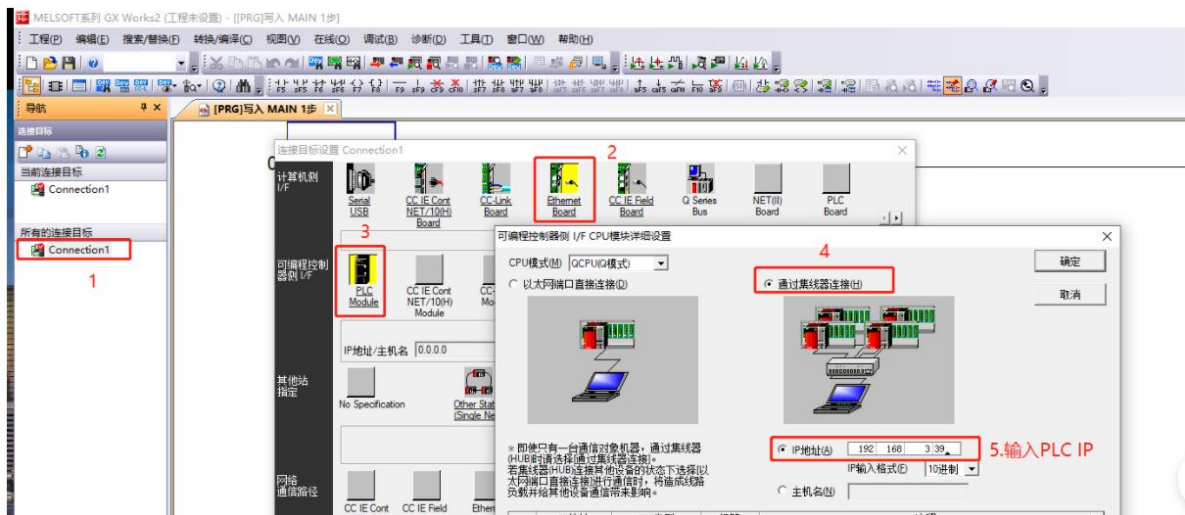 MELSOFT系列 GX Works2 (工程未设置) - [[PRG]写入 MAIN 1步]
工程(P) 编辑(E) 搜索/替换(F) 转换/编译(C) 视图(V) 在线(O) 调试(B) 诊断(D) 工具(T) 窗口(W) 帮助(H)
导航
[PRG]写入 MAIN 1步
连接目标
当前连接目标
Connection1
所有的连接目标
Connection1
1
连接目标设置 Connection1
2
计算机侧 I/F
Serial USB
CC IE Cont NET/10(H) Board
CC-Link Board
Ethernet Board
CC IE Field Board
Q Series Bus
NET(II) Board
PLC Board
3
可编程控制器侧 I/F
PLC Module
CC IE Cont NET/10(H) Module
IP地址/主机名 0.0.0.0
其他站指定
No Specification
Other Stat
(Single Ne
网络通信路径
CC IE Cont
CC IE Field
Ether
可编程控制器侧 I/F CPU模块详细设置
CPU模式(M) QCPU(Q模式)
4
确定
取消
以太网端口直接连接(D)
通过集线器连接(H)
※即使只有一台通信对象机器，通过集线器
(HUB)时请选择[通过集线器连接]。
若集线器(HUB)连接其他设备的状态下选择[以
太网端口直接连接]进行通信时，将造成线路
负载并给其他设备通信带来影响。
IP地址(A) 192 168 3 39
5.输入PLC IP
IP输入格式(F) 10进制
主机名(N)